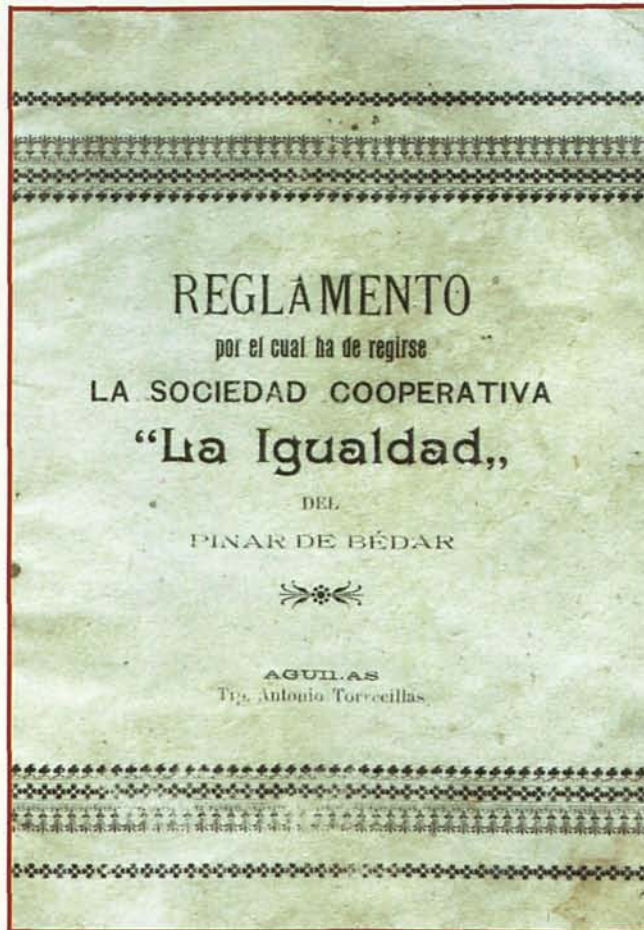 REGLAMENTO
por el cual ha de regirse
LA SOCIEDAD COOPERATIVA
“La Igualdad„
DEL
PINAR DE BÉDAR
AGUILAS
Tip. Antonio Torrecillas